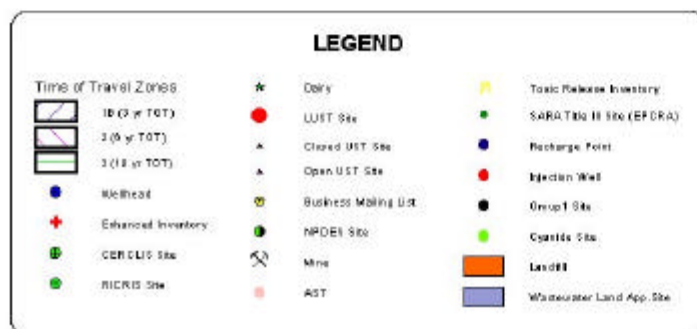 LEGEND
Time of Travel Zones
1B (3 yr TOT)
2 (6 yr TOT)
3 (10 yr TOT)
Wellhead
Enhanced Inventory
CERCLIS Site
RICRIS Site
Dairy
LUST Site
Closed UST Site
Open UST Site
Business Mailing List
NPDES Site
Mine
AST
Toxic Release Inventory
SARA Title III Site (EPCRA)
Recharge Point
Injection Well
Group1 Site
Cyanide Site
Landfill
Wastewater Land App. Site